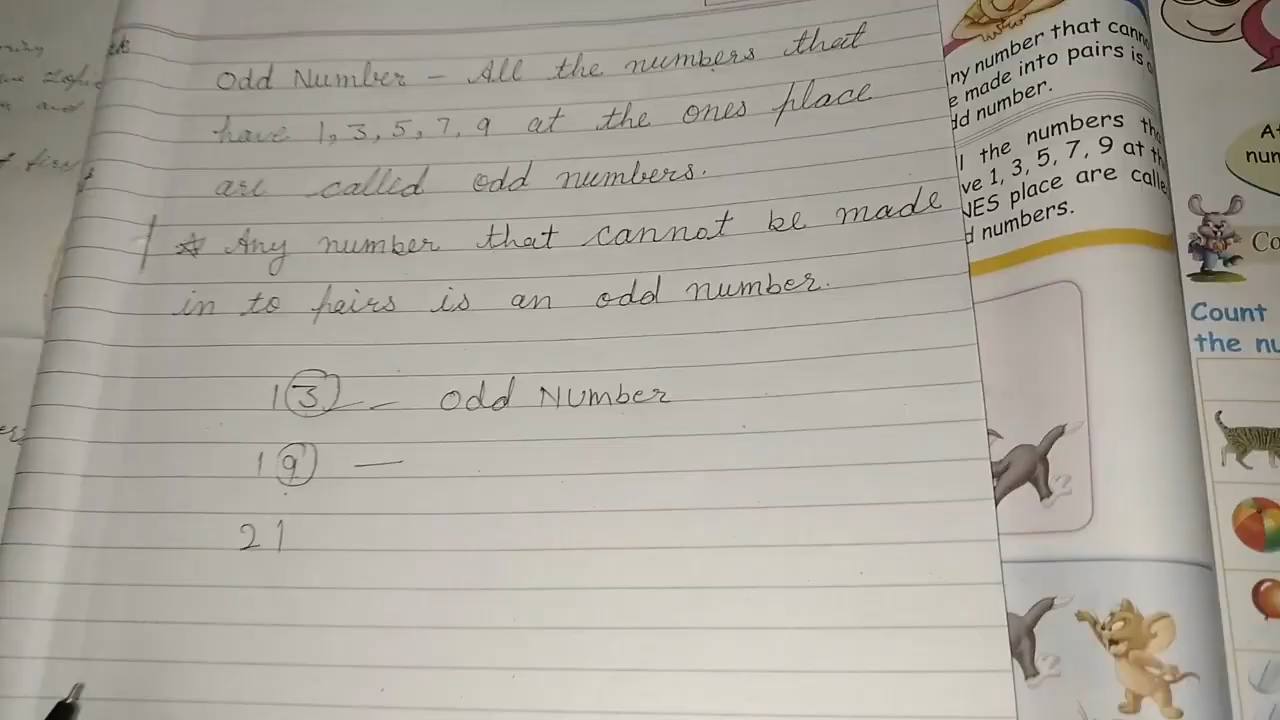 Odd Number - All the numbers that
have 1, 3, 5, 7, 9 at the ones place
are called odd numbers.
* Any number that cannot be made
in to pairs is an odd number.
13 - Odd Number
19 -
21
ny number that cann
e made into pairs is
dd number.
l the numbers th
ve 1, 3, 5, 7, 9 at th
NES place are calle
d numbers.
num
Co
Count
the nu